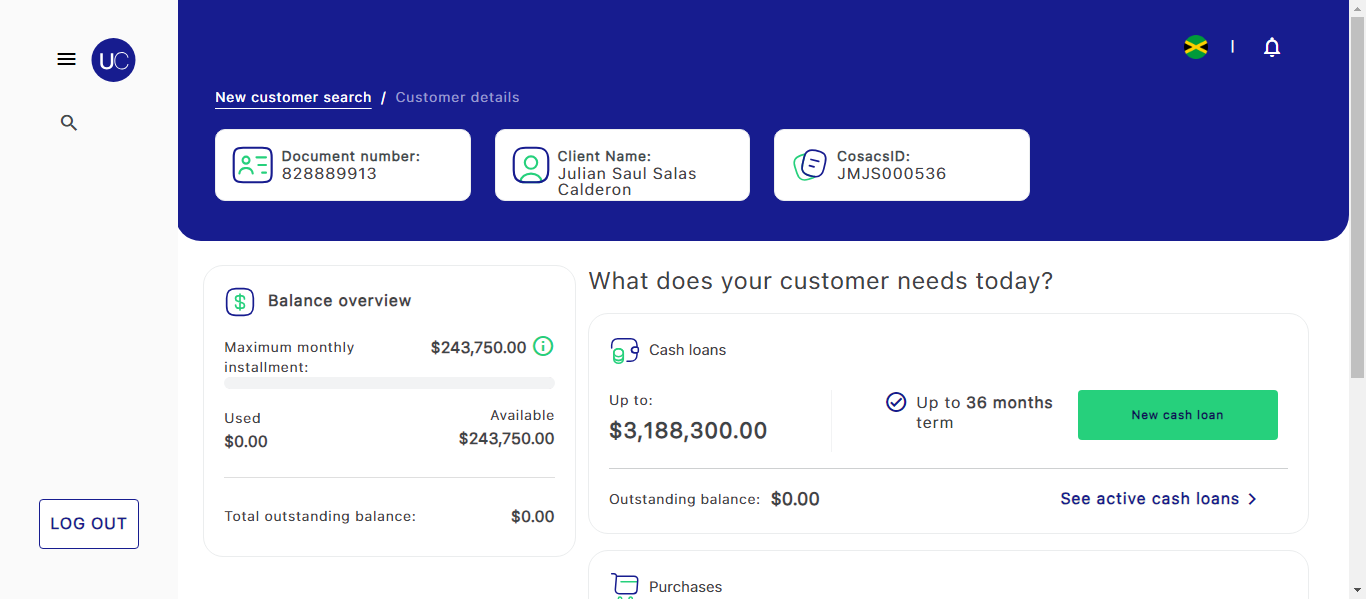 UC
New customer search / Customer details
Document number:
828889913
Client Name:
Julian Saul Salas
Calderon
CosacsID:
JMJS000536
Balance overview
Maximum monthly
installment:
$243,750.00
Used
$0.00
Available
$243,750.00
Total outstanding balance:
$0.00
What does your customer needs today?
Cash loans
Up to:
$3,188,300.00
Up to 36 months
term
New cash loan
Outstanding balance: $0.00
See active cash loans
Purchases
LOG OUT